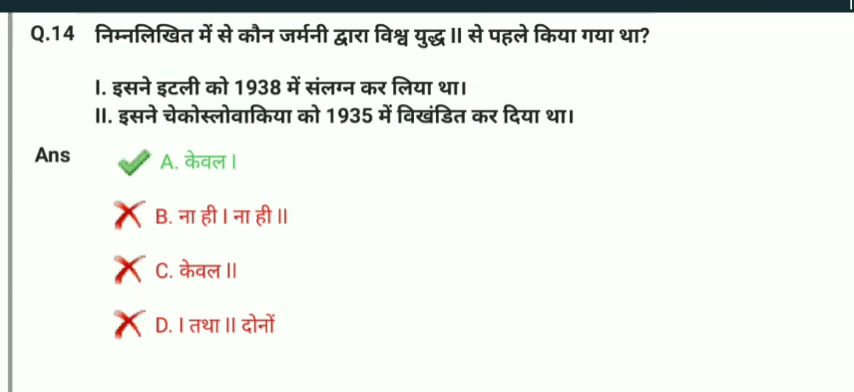 Q.14 निम्नलिखित में से कौन जर्मनी द्वारा विश्व युद्ध II से पहले किया गया था?
I. इसने इटली को 1938 में संलग्न कर लिया था।
II. इसने चेकोस्लोवाकिया को 1935 में विखंडित कर दिया था।
Ans A. केवल I
B. ना ही I ना ही II
C. केवल II
D. I तथा II दोनों